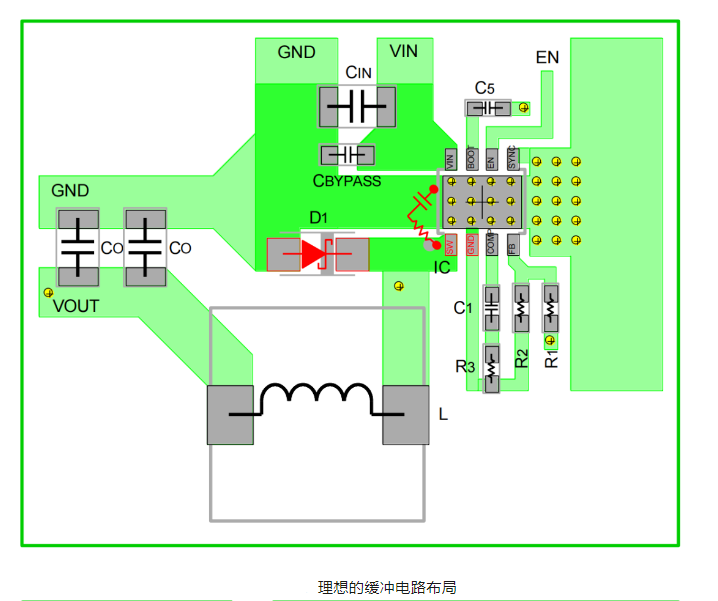 GND
VIN
EN
CIN
C5
CBYPASS
VIN
BOOT
EN
SYNC
GND
D1
CO
CO
SW
GND
COMP
FB
IC
VOUT
C1
R2
R1
R3
L
理想的缓冲电路布局